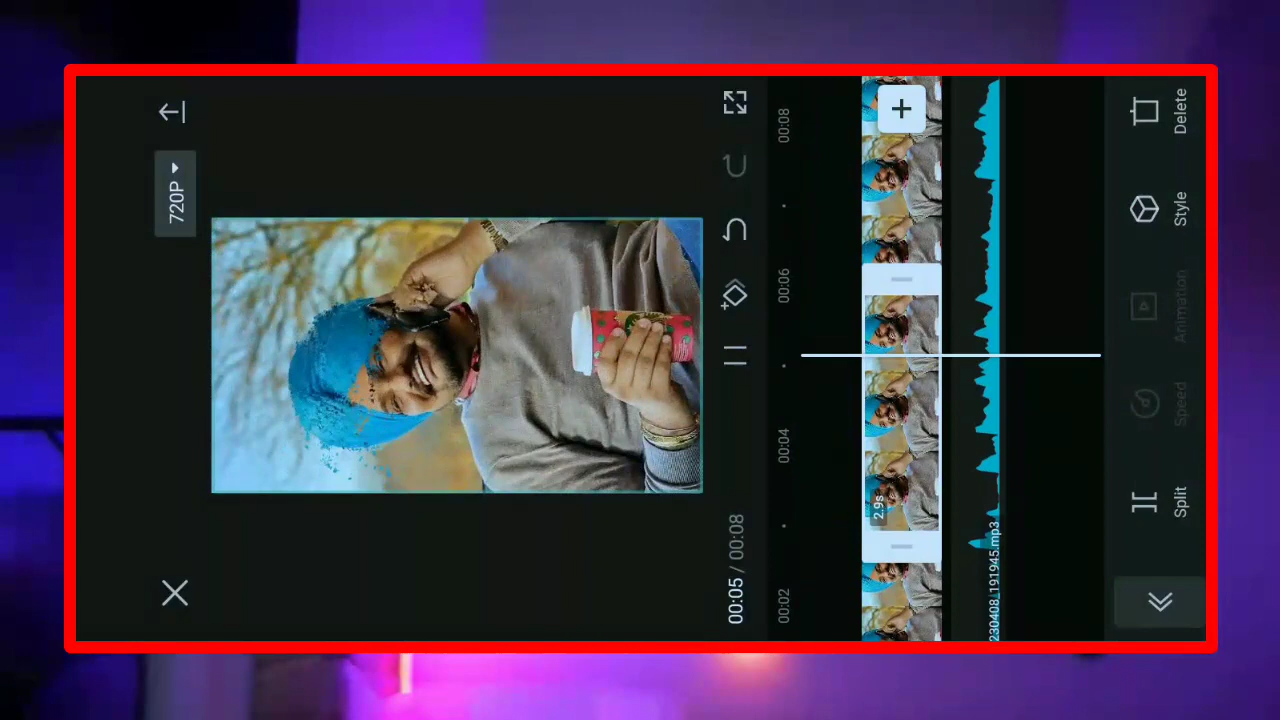 720P
00:05 / 00:08
00:02
00:04
00:06
00:08
2.9s
230408_191945.mp3
Split
Speed
Animation
Style
Delete